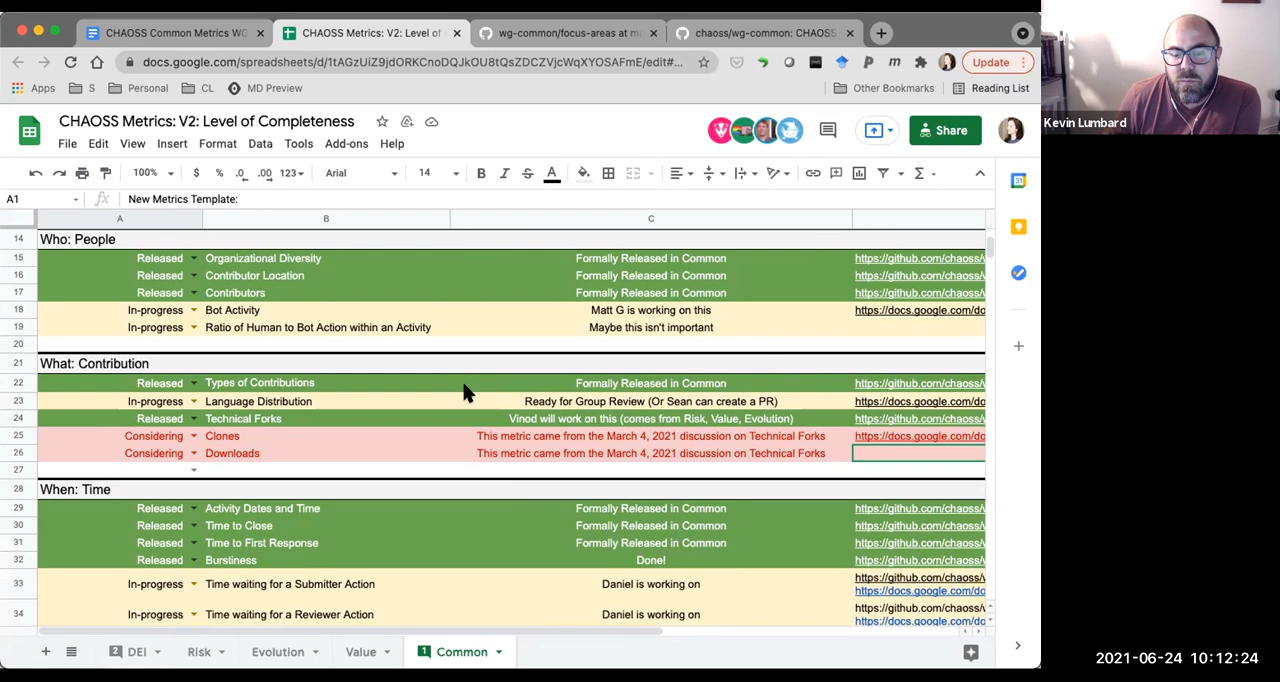 CHAOSS Common Metrics WG
CHAOSS Metrics: V2: Level of
wg-common/focus-areas at m
chaoss/wg-common: CHAOSS
docs.google.com/spreadsheets/d/1tAGzUiZ9jdORKCnoDQJkOU8tQsZDCZVjcWqXYOSAFmE/edit#...
Update
Apps
S
Personal
CL
MD Preview
Other Bookmarks
Reading List
Kevin Lumbard
CHAOSS Metrics: V2: Level of Completeness
Share
File Edit View Insert Format Data Tools Add-ons Help
100% $ % .0 .00 123 Arial 14 B I S A
A1 fx New Metrics Template:
A B C
14 Who: People
15 Released Organizational Diversity Formally Released in Common https://github.com/chaoss/v
16 Released Contributor Location Formally Released in Common https://github.com/chaoss/v
17 Released Contributors Formally Released in Common https://github.com/chaoss/v
18 In-progress Bot Activity Matt G is working on this https://docs.google.com/do
19 In-progress Ratio of Human to Bot Action within an Activity Maybe this isn't important
20
21 What: Contribution
22 Released Types of Contributions Formally Released in Common https://github.com/chaoss/v
23 In-progress Language Distribution Ready for Group Review (Or Sean can create a PR) https://docs.google.com/do
24 Released Technical Forks Vinod will work on this (comes from Risk, Value, Evolution) https://github.com/chaoss/v
25 Considering Clones This metric came from the March 4, 2021 discussion on Technical Forks https://docs.google.com/do
26 Considering Downloads This metric came from the March 4, 2021 discussion on Technical Forks
27
28 When: Time
29 Released Activity Dates and Time Formally Released in Common https://github.com/chaoss/v
30 Released Time to Close Formally Released in Common https://github.com/chaoss/v
31 Released Time to First Response Formally Released in Common https://github.com/chaoss/v
32 Released Burstiness Done! https://github.com/chaoss/v
33 In-progress Time waiting for a Submitter Action Daniel is working on https://github.com/chaoss/v
https://docs.google.com/do
34 In-progress Time waiting for a Reviewer Action Daniel is working on https://github.com/chaoss/v
https://docs.google.com/do
2 DEI Risk Evolution Value 1 Common
2021-06-24 10:12:24